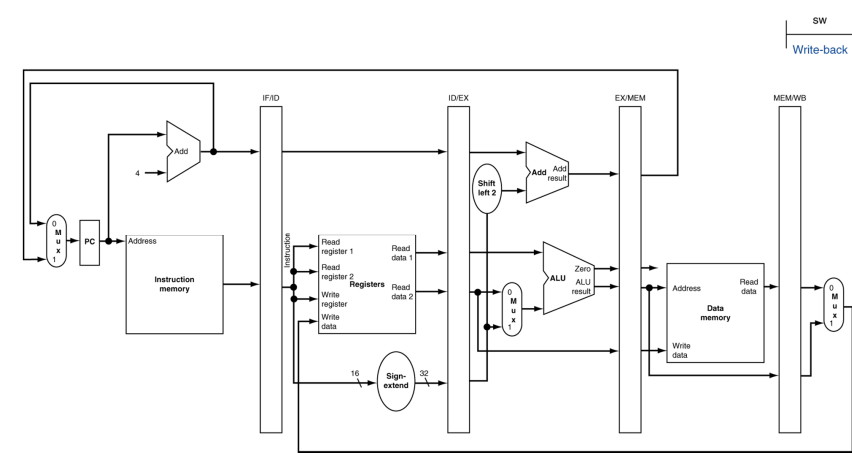 SW
Write-back
IF/ID
ID/EX
EX/MEM
MEM/WB
Add
4
0
M
u
x
1
PC
Address
Instruction
memory
Instruction
Read
register 1
Read
register 2
Write
register
Write
data
Registers
Read
data 1
Read
data 2
16
Sign-
extend
32
Shift
left 2
Add
Add
result
0
M
u
x
1
ALU
Zero
ALU
result
Address
Write
data
Data
memory
Read
data
0
M
u
x
1